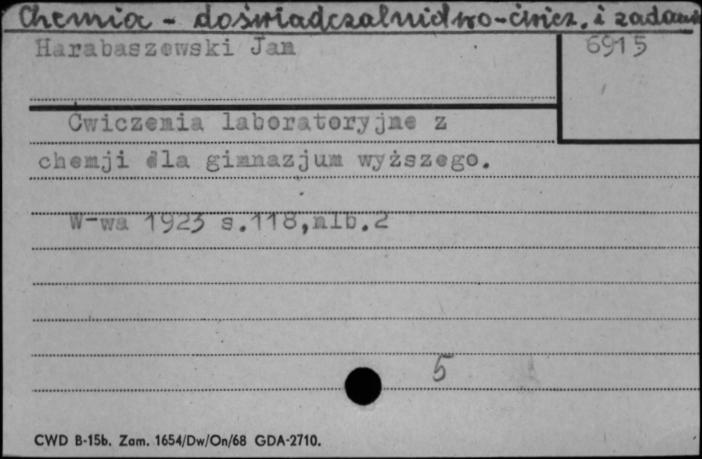 Chemia - doświadczalnictwo-ćwicz. i zadania
Harabaszewski Jan
6915
Ćwiczenia laboratoryjne z
chemji dla gimnazjum wyższego.
W-wa 1923 s.118,nlb.2
5
CWD B-15b. Zam. 1654/Dw/On/68 GDA-2710.